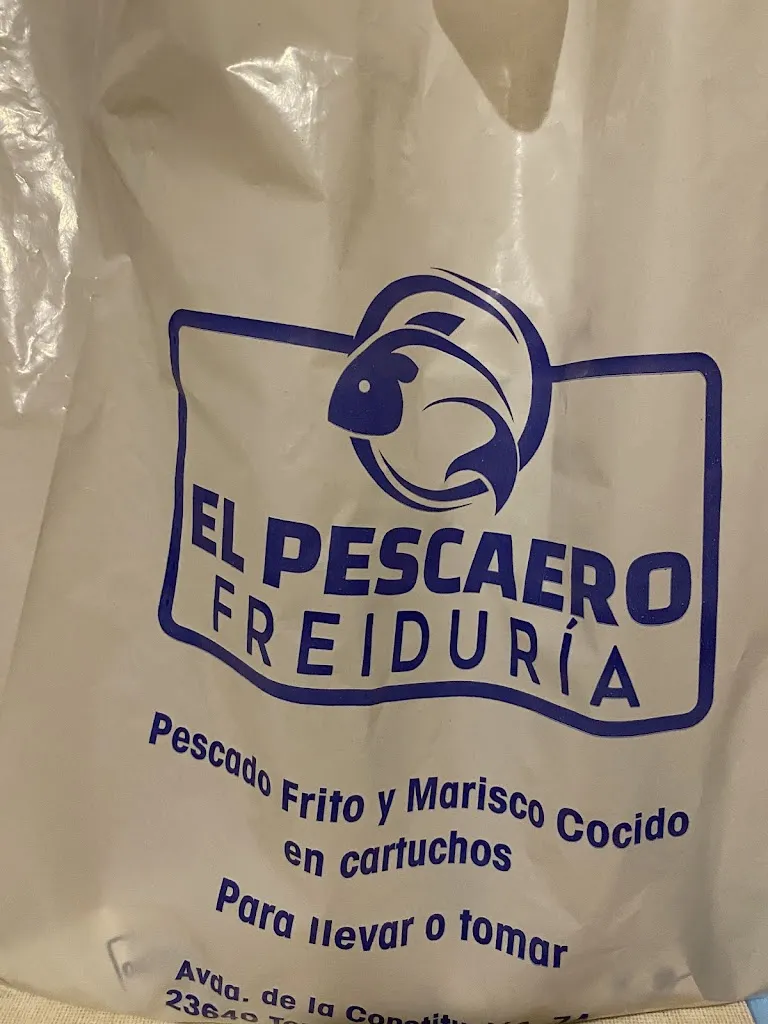 EL PESCAERO
FREIDURÍA
Pescado Frito y Marisco Cocido
en cartuchos
Para llevar o tomar
Avda. de la